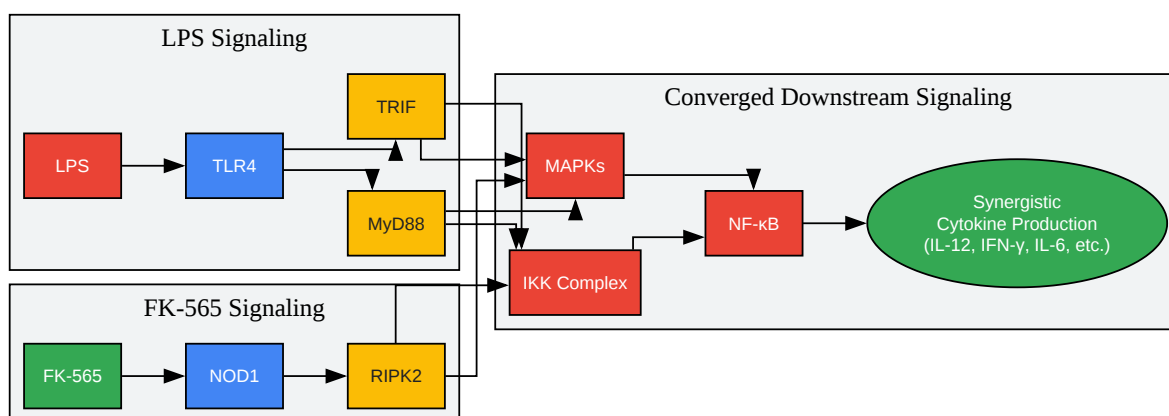 LPS Signaling
LPS
TLR4
TRIF
MyD88
FK-565 Signaling
FK-565
NOD1
RIPK2
Converged Downstream Signaling
MAPKs
IKK Complex
NF-κB
Synergistic
Cytokine Production
(IL-12, IFN-γ, IL-6, etc.)